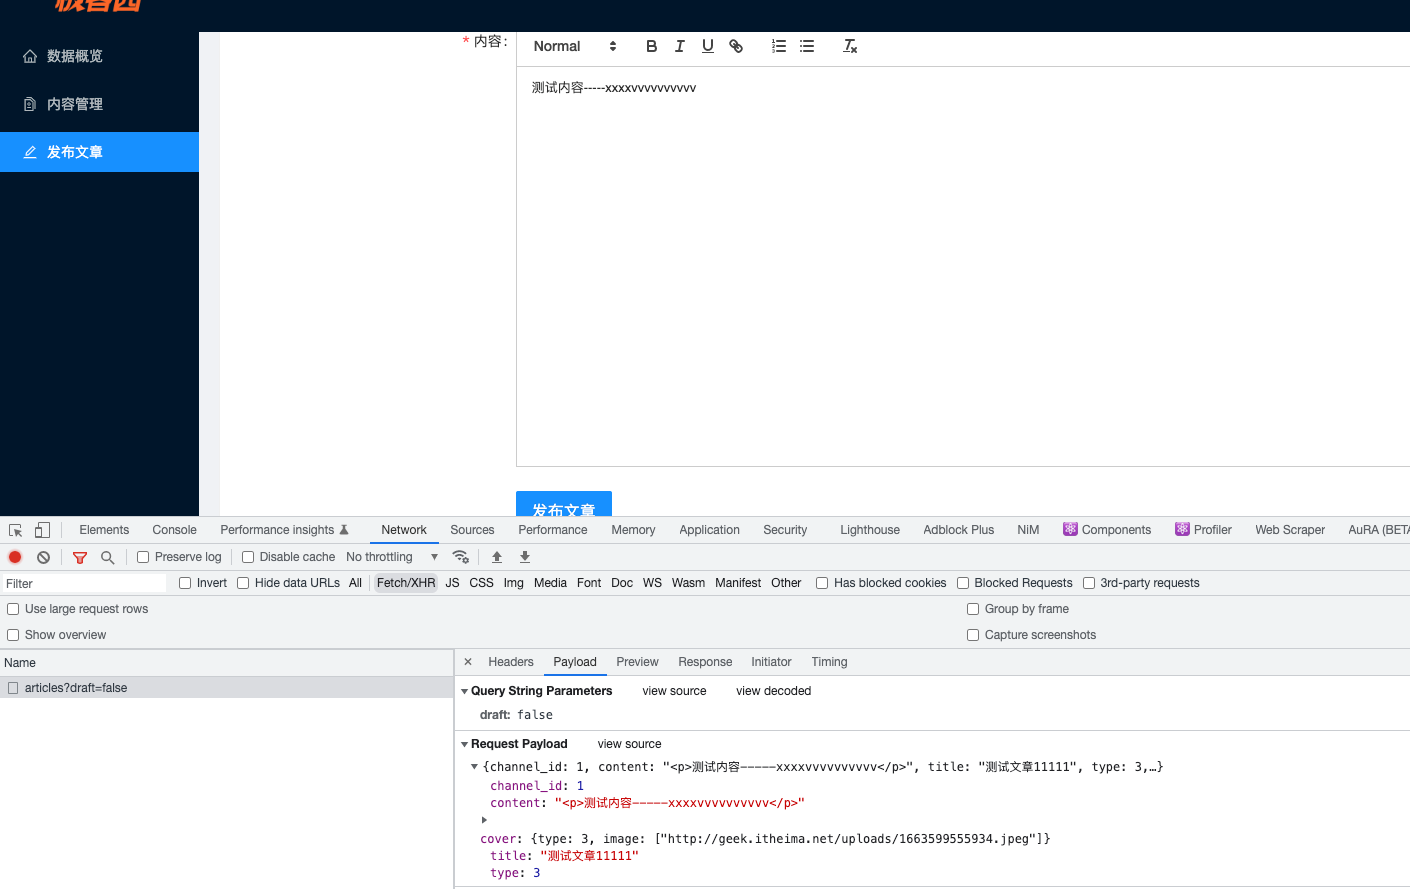 极客园
数据概览
内容管理
发布文章
* 内容：
Normal
B I U
测试内容-----xxxxvvvvvvvvvvv
发布文章
Elements Console Performance insights Network Sources Performance Memory Application Security Lighthouse Adblock Plus NiM Components Profiler Web Scraper AuRA (BETA
Preserve log Disable cache No throttling
Filter Invert Hide data URLs All Fetch/XHR JS CSS Img Media Font Doc WS Wasm Manifest Other Has blocked cookies Blocked Requests 3rd-party requests
Use large request rows Group by frame
Show overview Capture screenshots
Name
articles?draft=false
× Headers Payload Preview Response Initiator Timing
Query String Parameters view source view decoded
draft: false
Request Payload view source
{channel_id: 1, content: "<p>测试内容-----xxxxvvvvvvvvvvv</p>", title: "测试文章11111", type: 3,…}
channel_id: 1
content: "<p>测试内容-----xxxxvvvvvvvvvvv</p>"
cover: {type: 3, image: ["http://geek.itheima.net/uploads/1663599555934.jpeg"]}
title: "测试文章11111"
type: 3